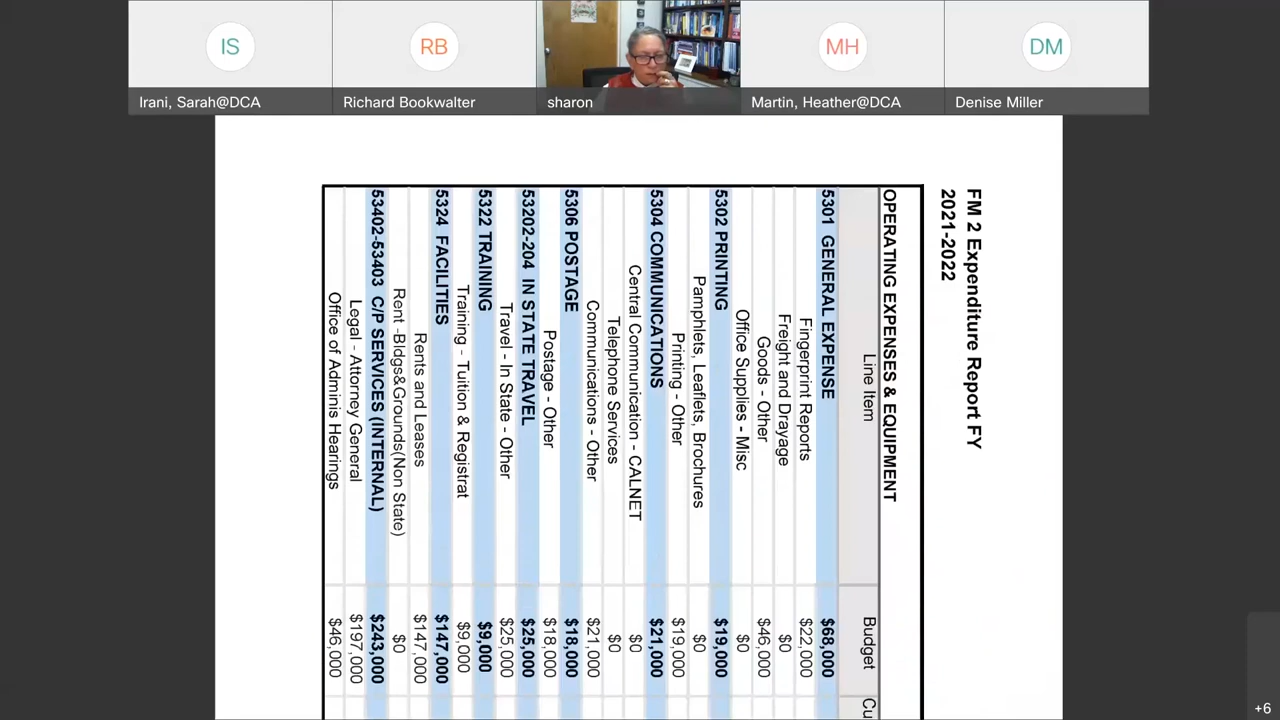 IS
RB
MH
DM
Irani, Sarah@DCA
Richard Bookwalter
sharon
Martin, Heather@DCA
Denise Miller
FM 2 Expenditure Report FY
2021-2022
OPERATING EXPENSES & EQUIPMENT
Line Item Budget Cu
5301 GENERAL EXPENSE $68,000
Fingerprint Reports $22,000
Freight and Drayage $0
Goods - Other $46,000
Office Supplies - Misc $0
5302 PRINTING $19,000
Pamphlets, Leaflets, Brochures $0
Printing - Other $19,000
5304 COMMUNICATIONS $21,000
Central Communication - CALNET $0
Telephone Services $0
Communications - Other $21,000
5306 POSTAGE $18,000
Postage - Other $18,000
53202-204 IN STATE TRAVEL $25,000
Travel - In State - Other $25,000
5322 TRAINING $9,000
Training - Tuition & Registrat $9,000
5324 FACILITIES $147,000
Rents and Leases $147,000
Rent -Bldgs&Grounds(Non State) $0
53402-53403 C/P SERVICES (INTERNAL) $243,000
Legal - Attorney General $197,000
Office of Adminis Hearings $46,000
+6